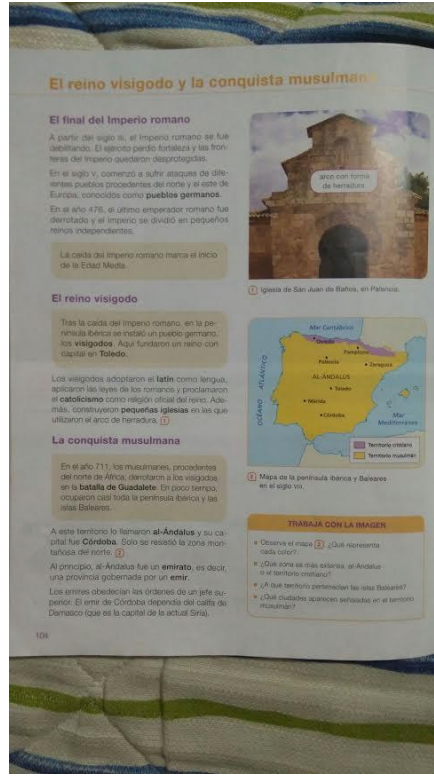 El reino visigodo y la conquista musulmana
El final del Imperio romano
A partir del siglo III, el Imperio romano se fue
debilitando. El ejército perdió fortaleza y las fron-
teras del Imperio quedaron desprotegidas.
En el siglo V, comenzó a sufrir ataques de dife-
rentes pueblos procedentes del norte y el este de
Europa, conocidos como pueblos germanos.
En el año 476, el último emperador romano fue
derrotado y el Imperio se dividió en pequeños
reinos independientes.
La caída del Imperio romano marca el inicio
de la Edad Media.
El reino visigodo
Tras la caída del Imperio romano, en la pe-
nínsula ibérica se instaló un pueblo germano,
los visigodos. Aquí fundaron un reino con
capital en Toledo.
Los visigodos adoptaron el latín como lengua,
aplicaron las leyes de los romanos y proclamaron
el catolicismo como religión oficial del reino. Ade-
más, construyeron pequeñas iglesias en las que
utilizaron el arco de herradura. 1
La conquista musulmana
En el año 711, los musulmanes, procedentes
del norte de África, derrotaron a los visigodos
en la batalla de Guadalete. En poco tiempo,
ocuparon casi toda la península ibérica y las
islas Baleares.
A este territorio lo llamaron al-Ándalus y su ca-
pital fue Córdoba. Solo se resistió la zona mon-
tañosa del norte. 2
Al principio, al-Ándalus fue un emirato, es decir,
una provincia gobernada por un emir.
Los emires obedecían las órdenes de un jefe su-
perior. El emir de Córdoba dependía del califa de
Damasco (que es la capital de la actual Siria).
104
arco con forma
de herradura
1 Iglesia de San Juan de Baños, en Palencia.
Mar Cantábrico
Oviedo
Pamplona
Palencia
Zaragoza
AL-ÁNDALUS
Toledo
Mérida
Córdoba
OCÉANO ATLÁNTICO
Mar
Mediterráneo
Territorio cristiano
Territorio musulmán
2 Mapa de la península ibérica y Baleares
en el siglo VIII.
TRABAJA CON LA IMAGEN
Observa el mapa 2. ¿Qué representa
cada color?
¿Qué zona es más extensa, al-Ándalus
o el territorio cristiano?
¿A qué territorio pertenecían las islas Baleares?
¿Qué ciudades aparecen señaladas en el territorio
musulmán?